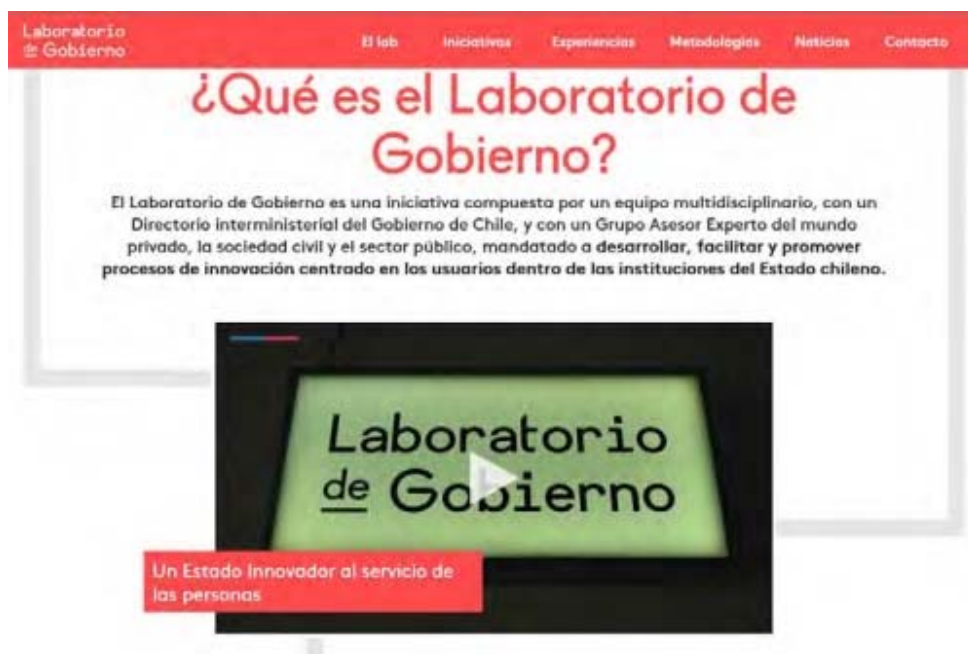 Laboratorio
de Gobierno
El lab Iniciativas Experiencias Metodologías Noticias Contacto
¿Qué es el Laboratorio de
Gobierno?
El Laboratorio de Gobierno es una iniciativa compuesta por un equipo multidisciplinario, con un
Directorio interministerial del Gobierno de Chile, y con un Grupo Asesor Experto del mundo
privado, la sociedad civil y el sector público, mandatado a desarrollar, facilitar y promover
procesos de innovación centrado en los usuarios dentro de las instituciones del Estado chileno.
Laboratorio
de Gobierno
Un Estado Innovador al servicio de
las personas